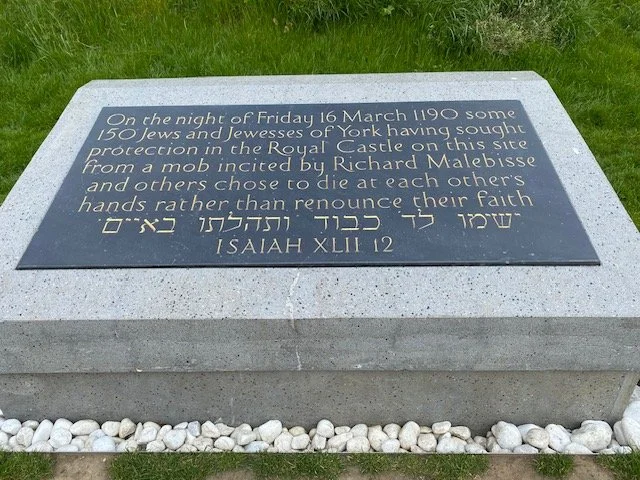 On the night of Friday 16 March 1190 some
150 Jews and Jewesses of York having sought
protection in the Royal Castle on this site
from a mob incited by Richard Malebisse
and others chose to die at each other's
hands rather than renounce their faith
ישמו לד׳ כבוד ותהלתו באיים
ISAIAH XLII 12